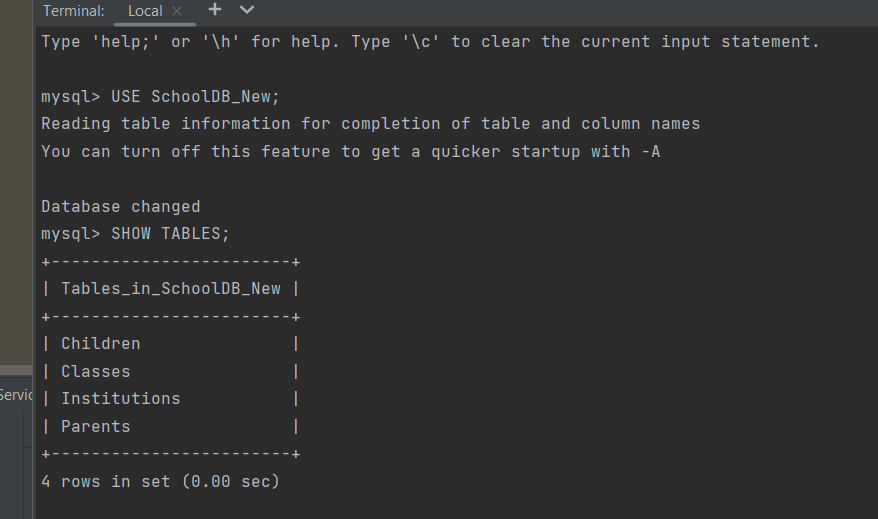 Terminal: Local
Type 'help;' or '\h' for help. Type '\c' to clear the current input statement.
mysql> USE SchoolDB_New;
Reading table information for completion of table and column names
You can turn off this feature to get a quicker startup with -A
Database changed
mysql> SHOW TABLES;
+------------------------+
| Tables_in_SchoolDB_New |
+------------------------+
| Children               |
| Classes                |
| Institutions           |
| Parents                |
+------------------------+
4 rows in set (0.00 sec)